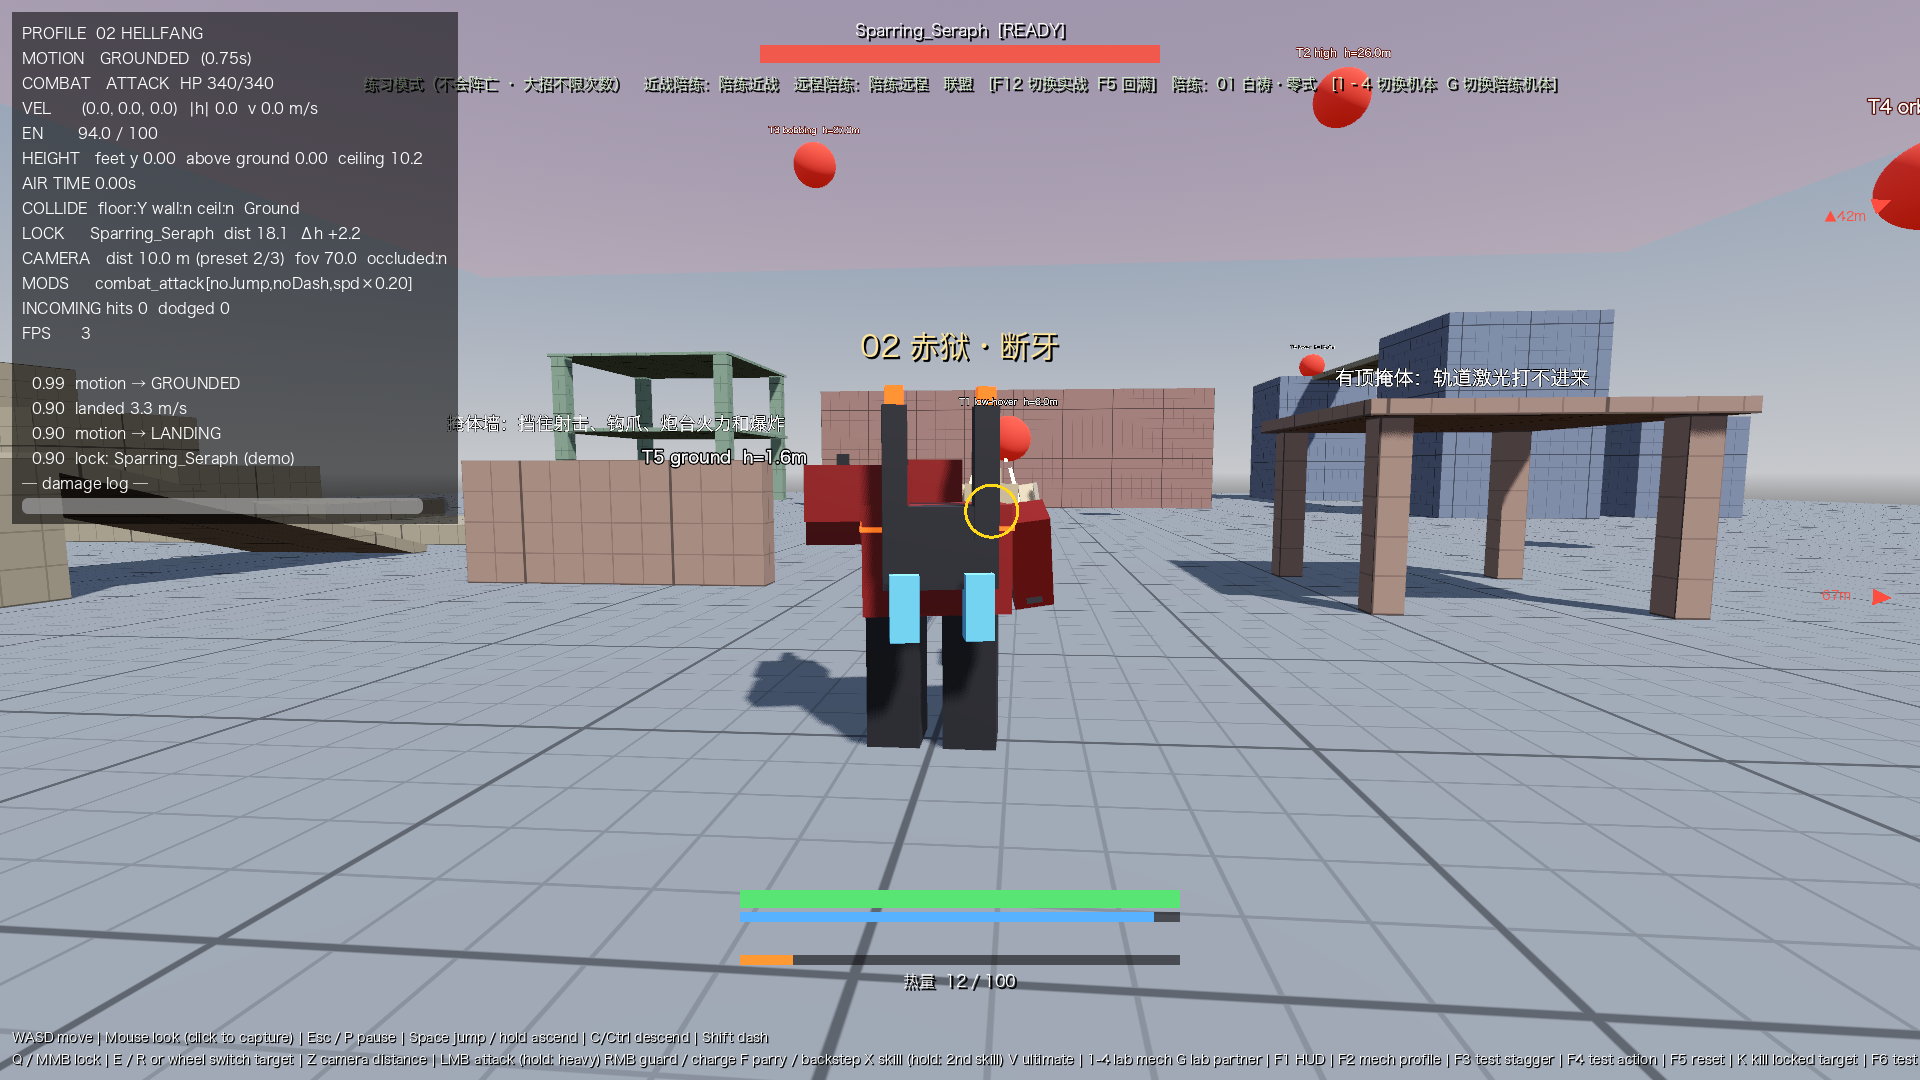 PROFILE  02 HELLFANG
MOTION   GROUNDED  (0.75s)
COMBAT   ATTACK  HP 340/340
VEL      (0.0, 0.0, 0.0)  |h| 0.0  v 0.0 m/s
EN       94.0 / 100
HEIGHT   feet y 0.00  above ground 0.00  ceiling 10.2
AIR TIME 0.00s
COLLIDE  floor:Y wall:n ceil:n  Ground
LOCK     Sparring_Seraph  dist 18.1  Δh +2.2
CAMERA   dist 10.0 m (preset 2/3)  fov 70.0  occluded:n
MODS     combat_attack[noJump,noDash,spd×0.20]
INCOMING hits 0  dodged 0
FPS      3
0.99  motion → GROUNDED
0.90  landed 3.3 m/s
0.90  motion → LANDING
0.90  lock: Sparring_Seraph (demo)
— damage log —
Sparring_Seraph  [READY]
练习模式（不会阵亡 · 大招不限次数）  近战陪练：陪练近战  远程陪练：陪练远程  联盟  [F12 切换实战  F5 回满]  陪练：01 白祷·零式  [1 - 4 切换机体  G 切换陪练机体]
T2 high  h=26.0m
T4 or
▲42m
02 赤狱·断牙
有顶掩体：轨道激光打不进来
T1 low hover  h=6.0m
掩体墙：挡住射击、钩爪、炮台火力和爆炸
T5 ground  h=1.6m
67m ▶
热量  12 / 100
WASD move | Mouse look (click to capture) | Esc / P pause | Space jump / hold ascend | C/Ctrl descend | Shift dash
Q / MMB lock | E / R or wheel switch target | Z camera distance | LMB attack (hold: heavy) RMB guard / charge F parry / backstep X skill (hold: 2nd skill) V ultimate | 1-4 lab mech G lab partner | F1 HUD | F2 mech profile | F3 test stagger | F4 test action | F5 reset | K kill locked target | F6 test